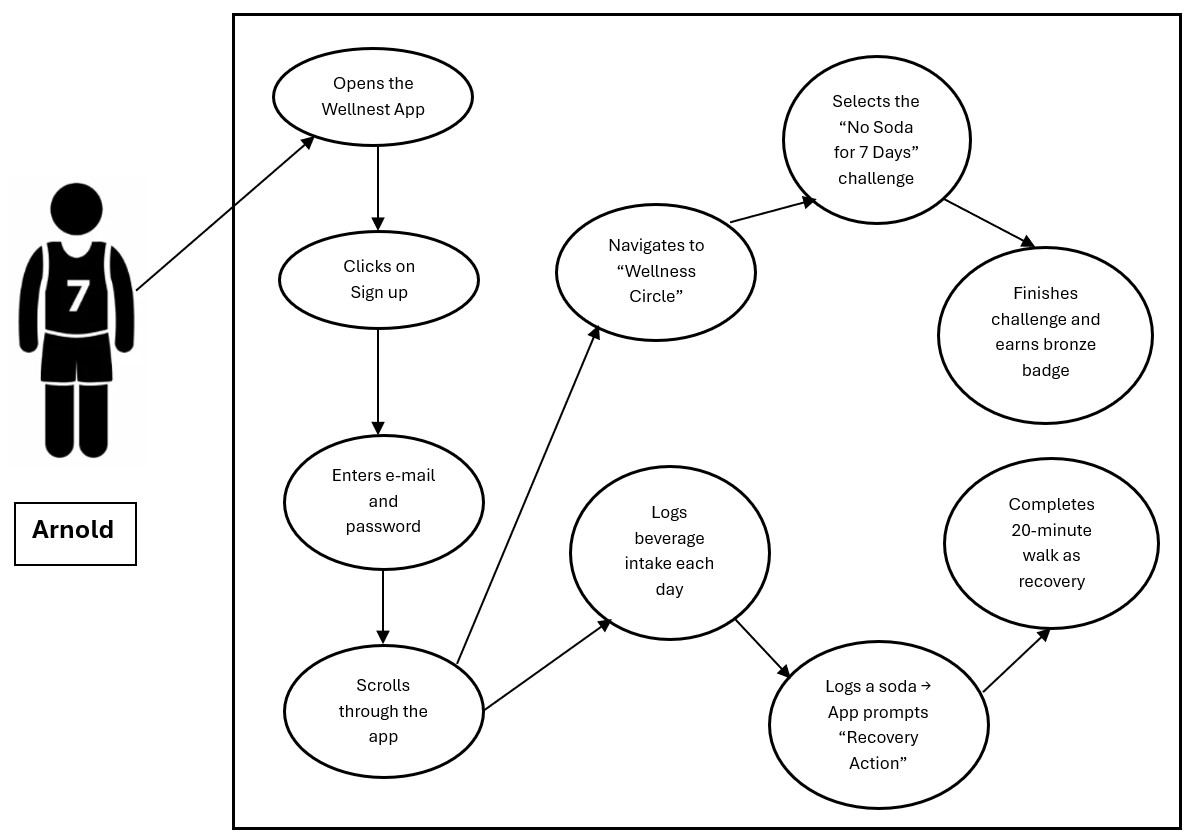 7
Arnold
Opens the
Wellnest App
Clicks on
Sign up
Enters e-mail
and
password
Scrolls
through the
app
Navigates to
“Wellness
Circle”
Selects the
“No Soda
for 7 Days”
challenge
Finishes
challenge and
earns bronze
badge
Logs
beverage
intake each
day
Logs a soda →
App prompts
“Recovery
Action”
Completes
20-minute
walk as
recovery